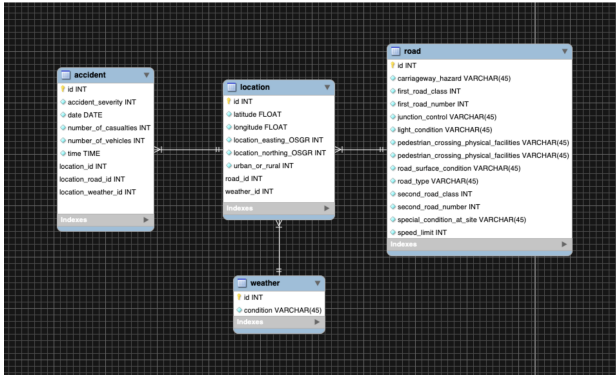 accident
id INT
accident_severity INT
date DATE
number_of_casualties INT
number_of_vehicles INT
time TIME
location_id INT
location_road_id INT
location_weather_id INT
Indexes
location
id INT
latitude FLOAT
longitude FLOAT
location_easting_OSGR INT
location_northing_OSGR INT
urban_or_rural INT
road_id INT
weather_id INT
Indexes
road
id INT
carriageway_hazard VARCHAR(45)
first_road_class INT
first_road_number INT
junction_control VARCHAR(45)
light_condition VARCHAR(45)
pedestrian_crossing_physical_facilities VARCHAR(45)
pedestrian_crossing_physical_facilities VARCHAR(45)
road_surface_condition VARCHAR(45)
road_type VARCHAR(45)
second_road_class INT
second_road_number INT
special_condition_at_site VARCHAR(45)
speed_limit INT
Indexes
weather
id INT
condition VARCHAR(45)
Indexes